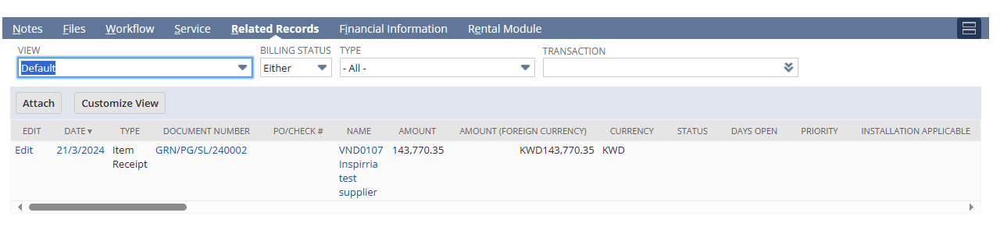 Notes Files Workflow Service Related Records Financial Information Rental Module
VIEW BILLING STATUS TYPE TRANSACTION
Default Either - All -
Attach Customize View
EDIT DATE ▼ TYPE DOCUMENT NUMBER PO/CHECK # NAME AMOUNT AMOUNT (FOREIGN CURRENCY) CURRENCY STATUS DAYS OPEN PRIORITY INSTALLATION APPLICABLE
Edit 21/3/2024 Item GRN/PG/SL/240002 VND0107 143,770.35 KWD143,770.35 KWD
Receipt Inspirria
test
supplier